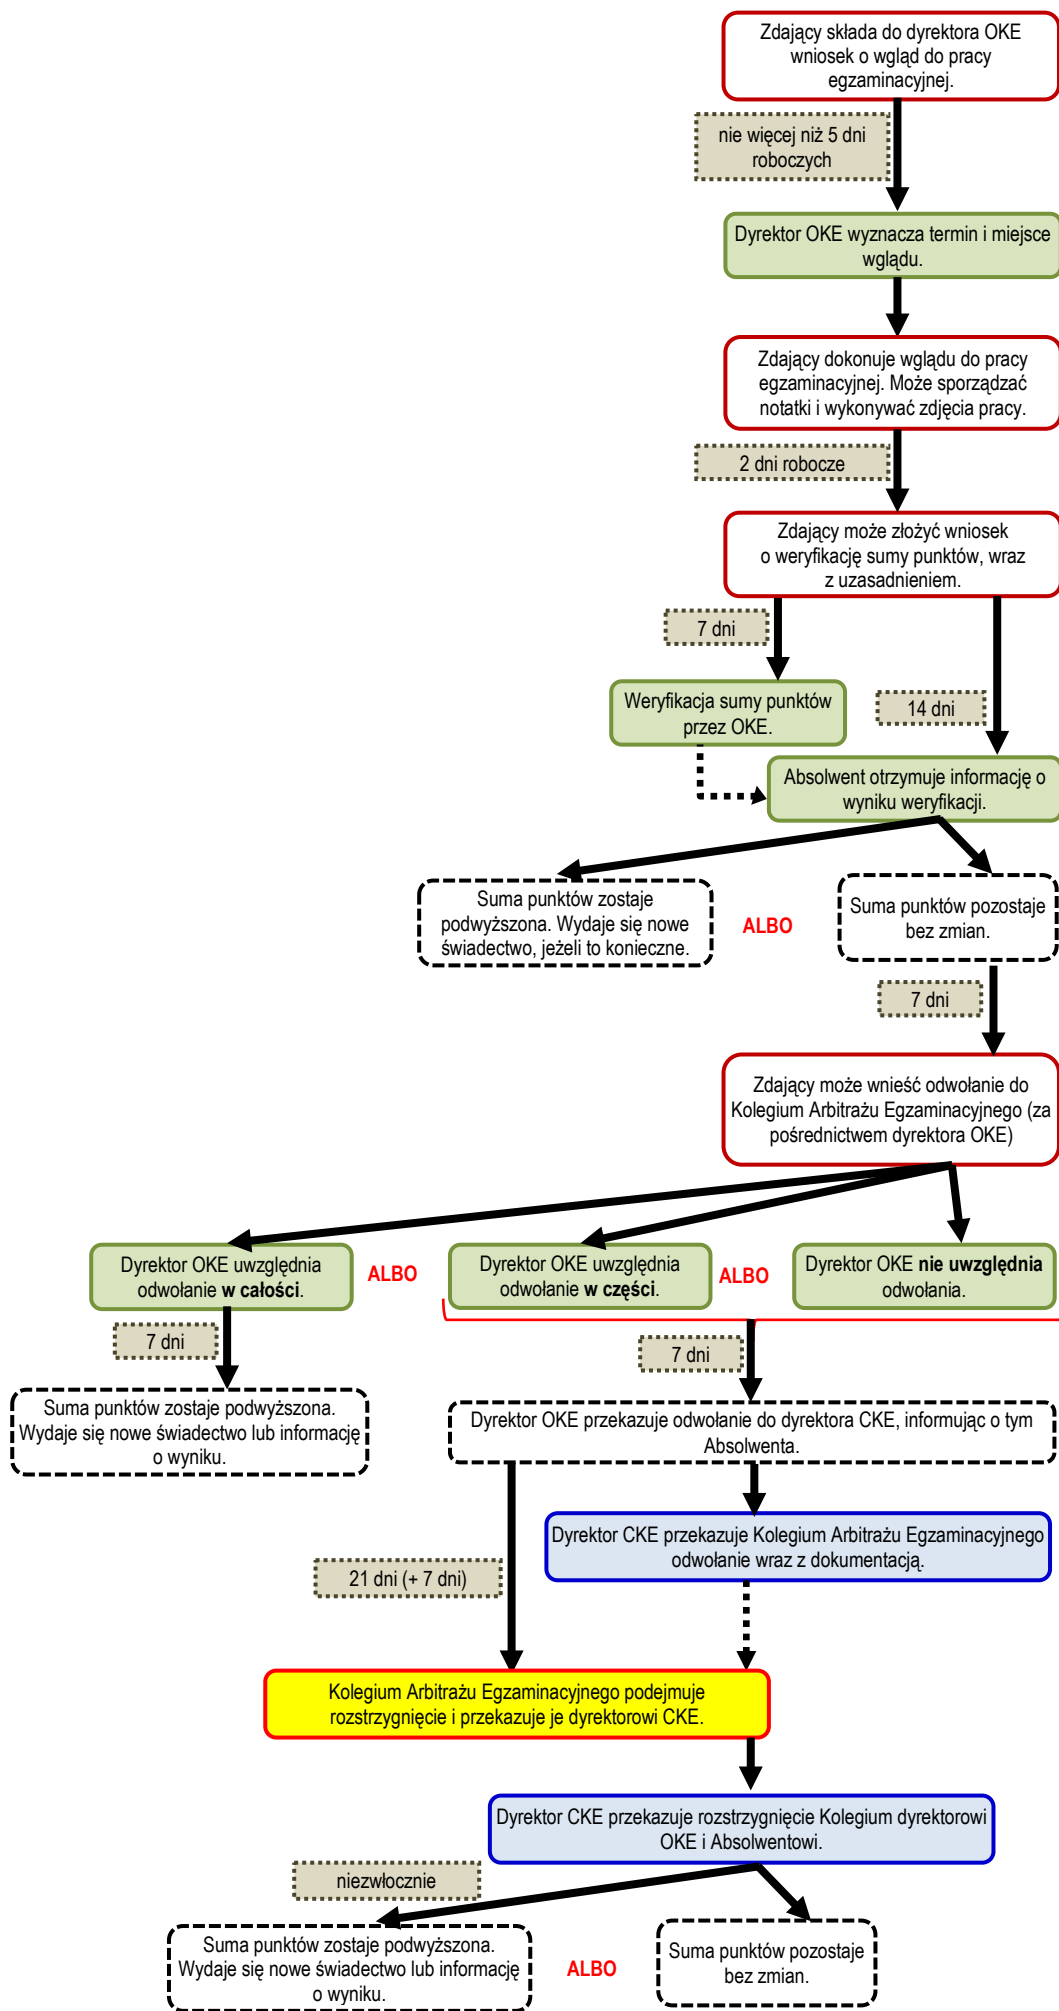 Zdający składa do dyrektora OKE
wniosek o wgląd do pracy
egzaminacyjnej.
nie więcej niż 5 dni
roboczych
Dyrektor OKE wyznacza termin i miejsce
wglądu.
Zdający dokonuje wglądu do pracy
egzaminacyjnej. Może sporządzać
notatki i wykonywać zdjęcia pracy.
2 dni robocze
Zdający może złożyć wniosek
o weryfikację sumy punktów, wraz
z uzasadnieniem.
7 dni
Weryfikacja sumy punktów
przez OKE.
14 dni
Absolwent otrzymuje informację o
wyniku weryfikacji.
Suma punktów zostaje
podwyższona. Wydaje się nowe
świadectwo, jeżeli to konieczne.
ALBO
Suma punktów pozostaje
bez zmian.
7 dni
Zdający może wnieść odwołanie do
Kolegium Arbitrażu Egzaminacyjnego (za
pośrednictwem dyrektora OKE)
Dyrektor OKE uwzględnia
odwołanie w całości.
ALBO
Dyrektor OKE uwzględnia
odwołanie w części.
ALBO
Dyrektor OKE nie uwzględnia
odwołania.
7 dni
7 dni
Suma punktów zostaje podwyższona.
Wydaje się nowe świadectwo lub informację
o wyniku.
Dyrektor OKE przekazuje odwołanie do dyrektora CKE, informując o tym
Absolwenta.
Dyrektor CKE przekazuje Kolegium Arbitrażu Egzaminacyjnego
odwołanie wraz z dokumentacją.
21 dni (+ 7 dni)
Kolegium Arbitrażu Egzaminacyjnego podejmuje
rozstrzygnięcie i przekazuje je dyrektorowi CKE.
Dyrektor CKE przekazuje rozstrzygnięcie Kolegium dyrektorowi
OKE i Absolwentowi.
niezwłocznie
Suma punktów zostaje podwyższona.
Wydaje się nowe świadectwo lub informację
o wyniku.
ALBO
Suma punktów pozostaje
bez zmian.